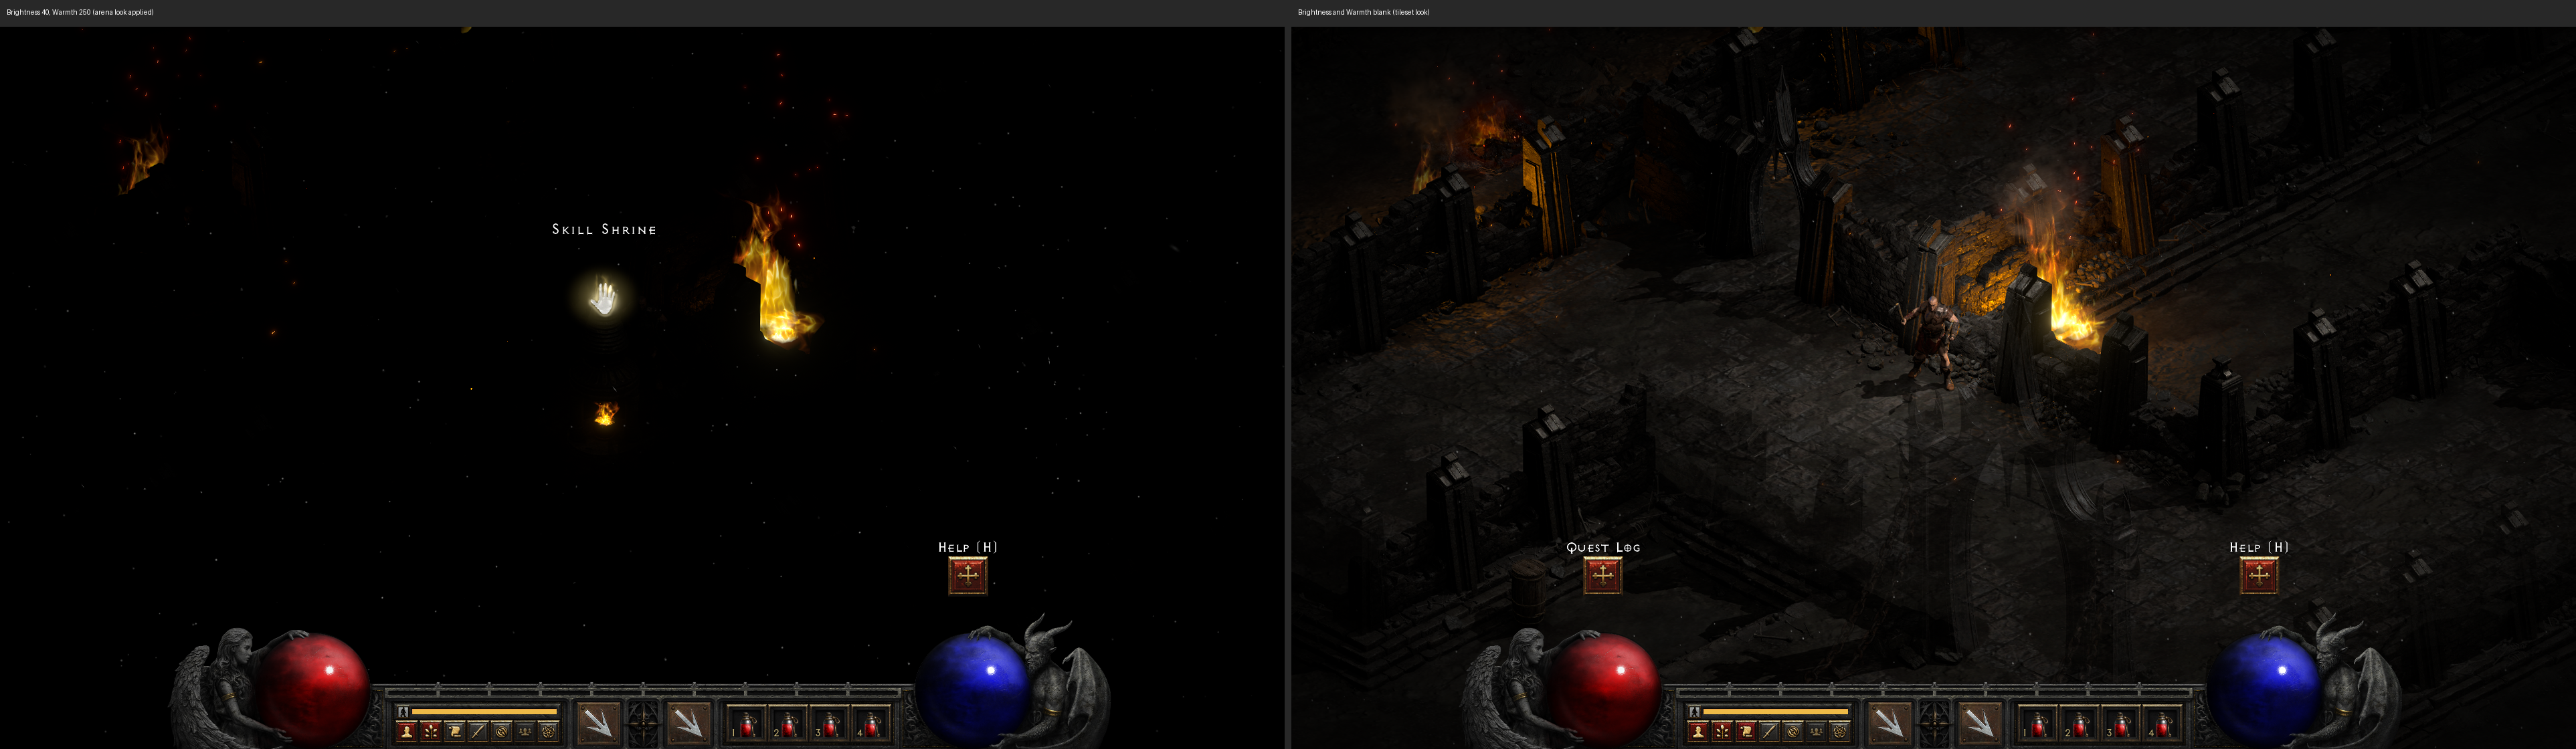 Brightness 40, Warmth 250 (arena look applied)
Brightness and Warmth blank (tileset look)
Skill Shrine
Help (H)
1 2 3 4
Quest Log
Help (H)
1 2 3 4